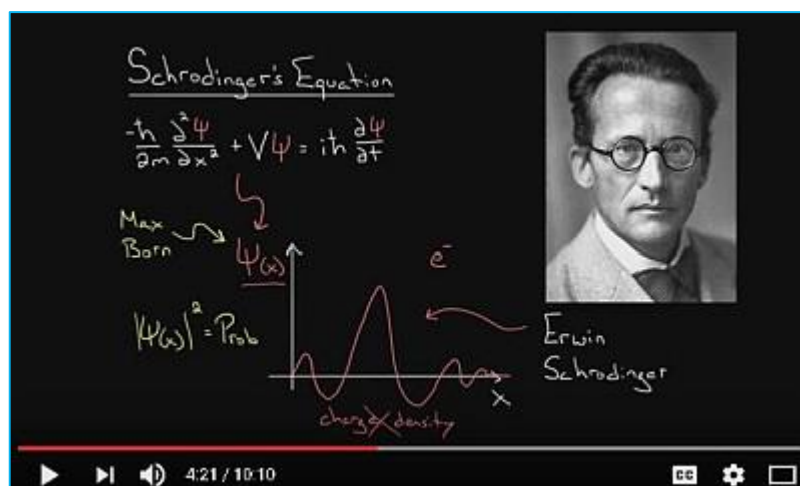 Schrodinger's Equation
-ħ/2m ∂²Ψ/∂x² + VΨ = iħ ∂Ψ/∂t
Max
Born
Ψ(x)
e⁻
|Ψ(x)|² = Prob
Erwin
Schrodinger
x
charge density
4:21 / 10:10
CC